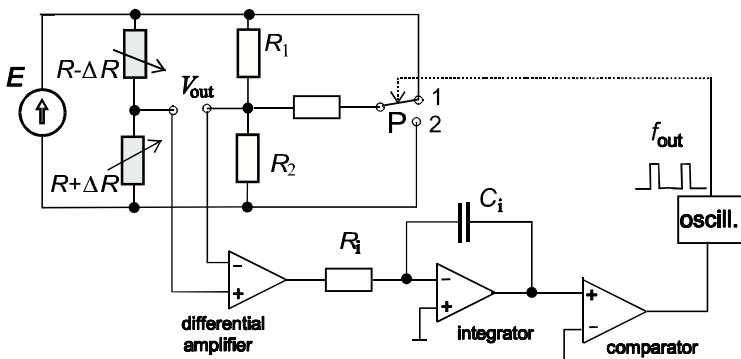 E
R-ΔR
R+ΔR
Vout
R1
R2
1
P
2
fout
oscill.
Ci
Ri
−
+
differential
amplifier
−
+
integrator
+
−
comparator